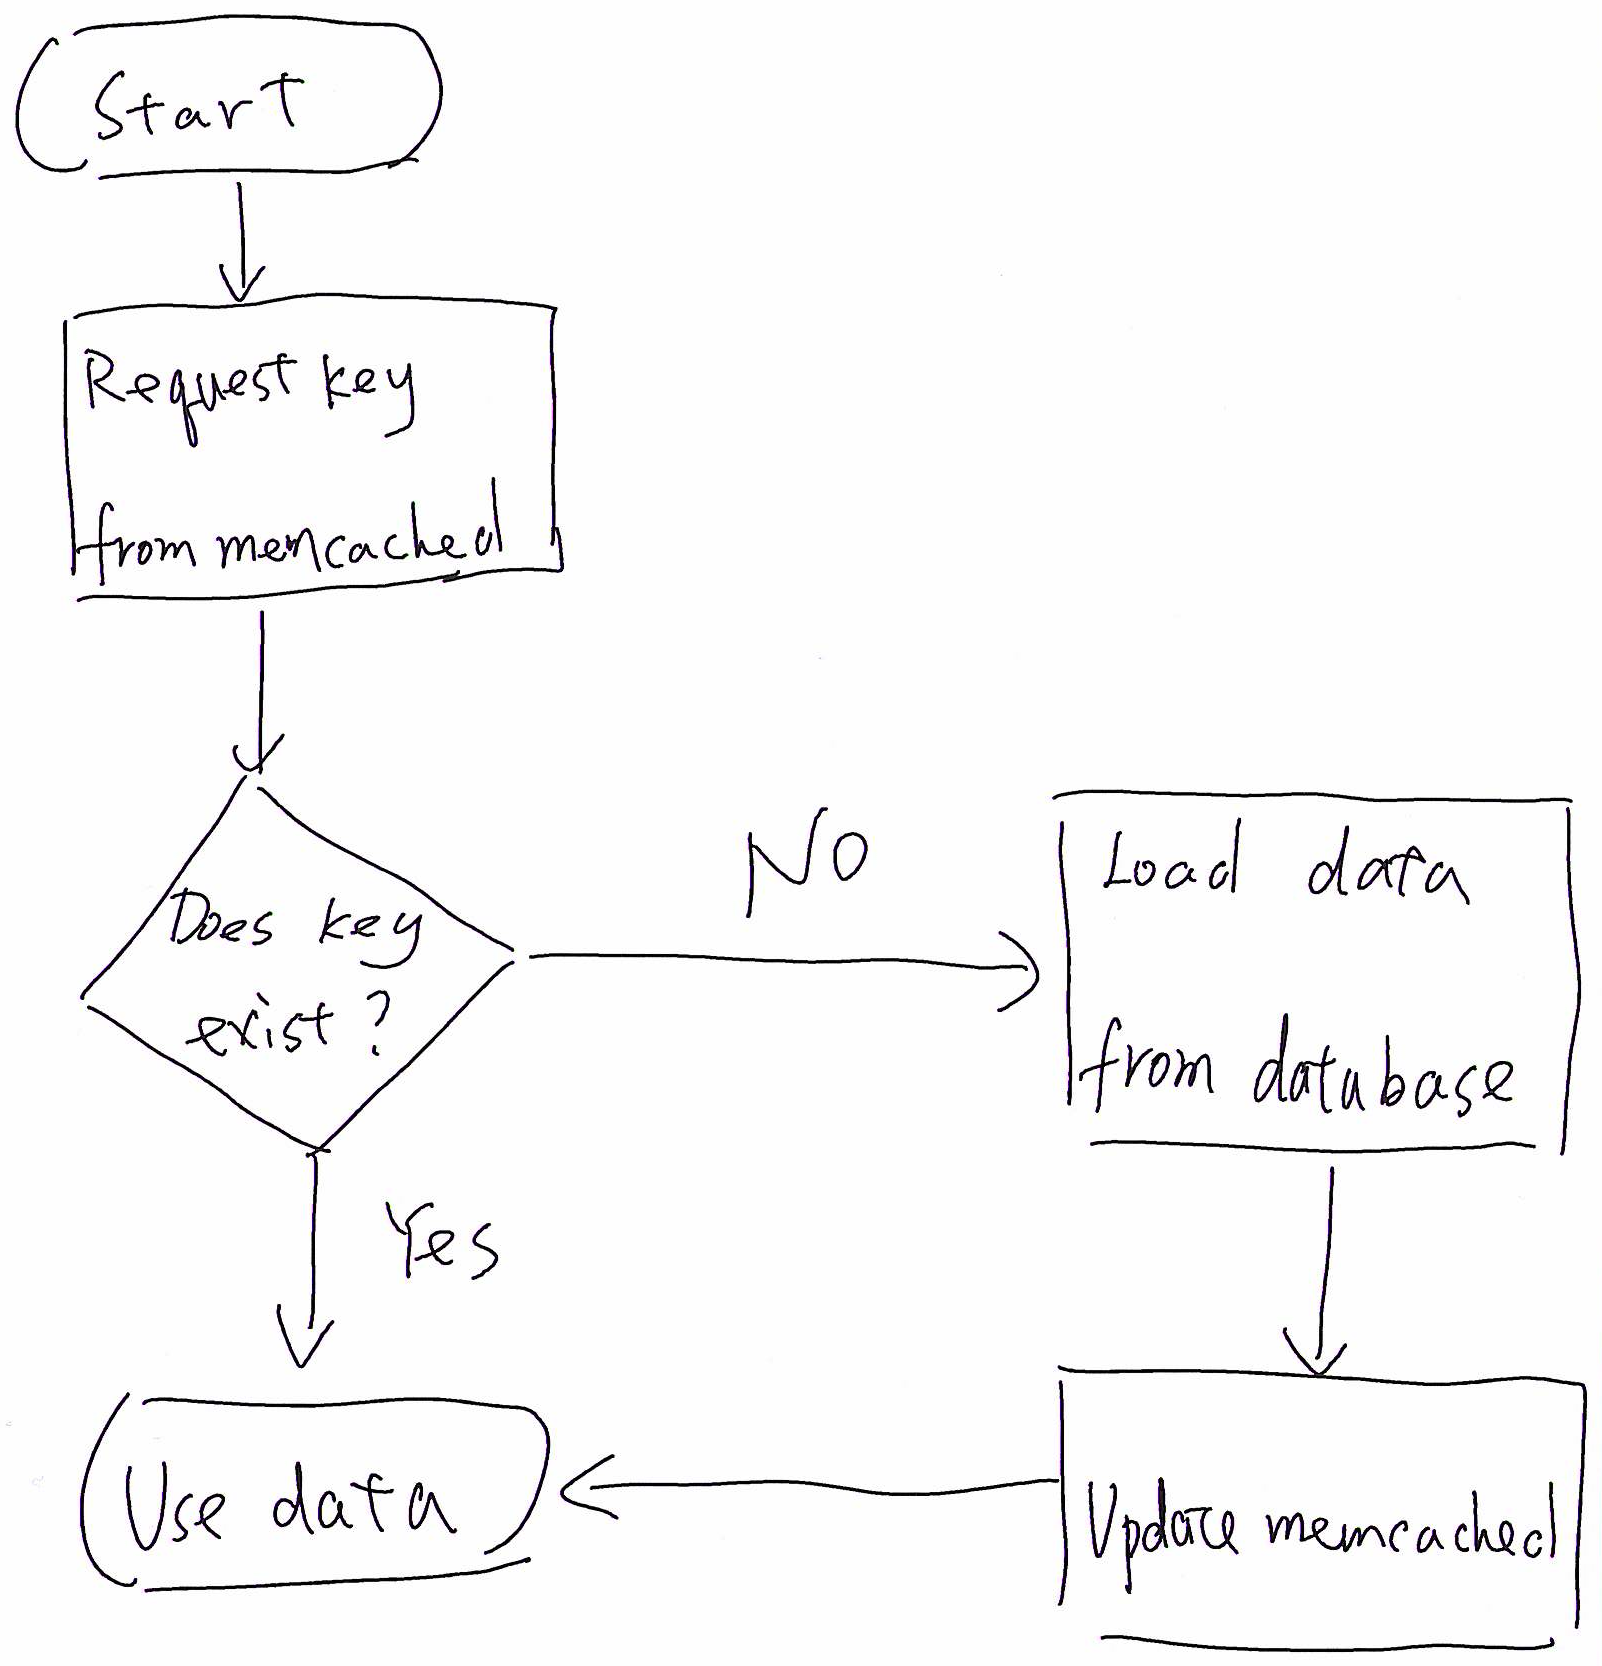 Start
Request key
from memcached
Does key
exist?
No
Load data
from database
Yes
Use data
Update memcached